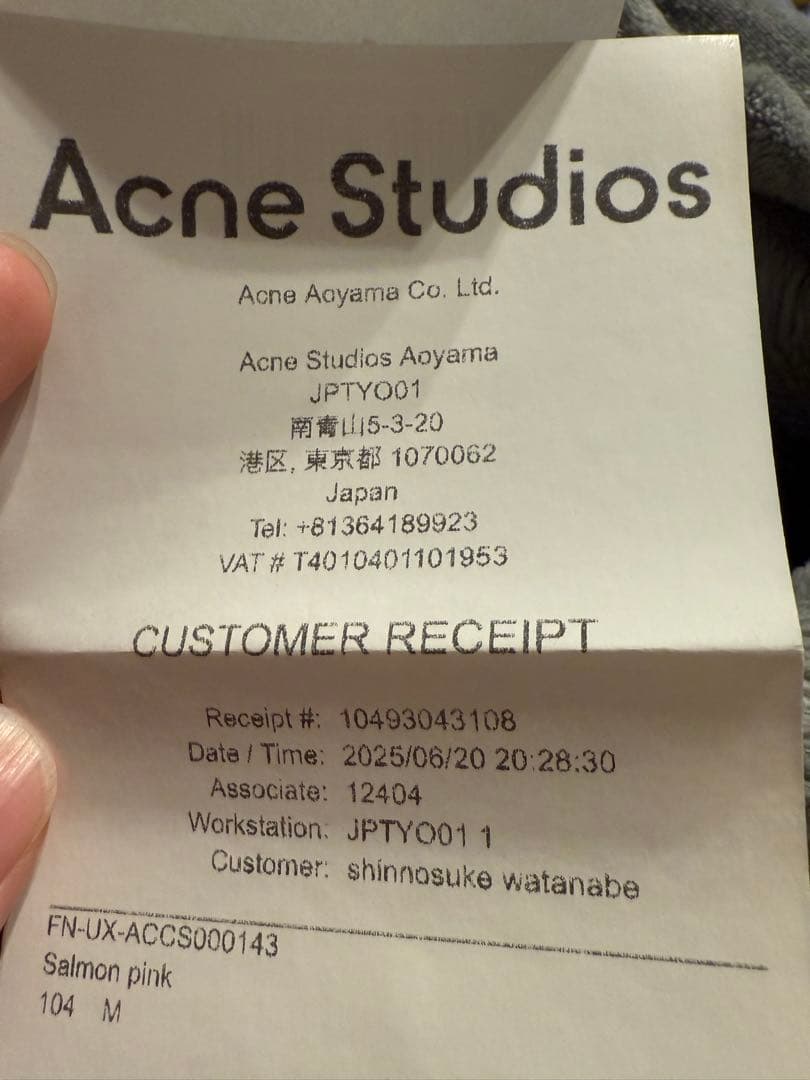 Acne Studios
Acne Aoyama Co. Ltd.
Acne Studios Aoyama
JPTYO01
南青山5-3-20
港区, 東京都 1070062
Japan
Tel: +81364189923
VAT # T4010401101953
CUSTOMER RECEIPT
Receipt #: 10493043108
Date / Time: 2025/06/20 20:28:30
Associate: 12404
Workstation: JPTYO01 1
Customer: shinnosuke watanabe
FN-UX-ACCS000143
Salmon pink
104 M